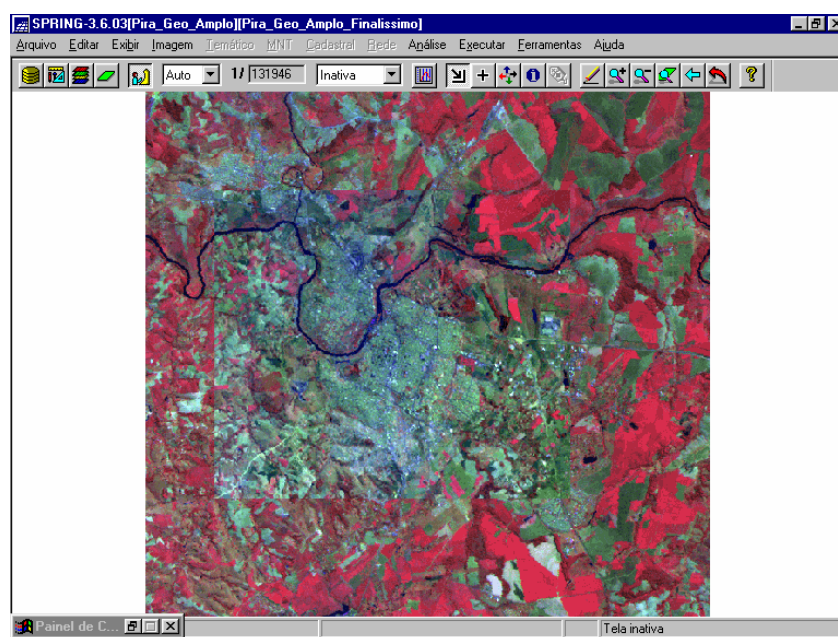 SPRING-3.6.03[Pira_Geo_Amplo][Pira_Geo_Amplo_Finalissimo]
Arquivo Editar Exibir Imagem Temático MNT Cadastral Rede Análise Executar Ferramentas Ajuda
Auto 1/ 131946 Inativa
Painel de C... Tela inativa